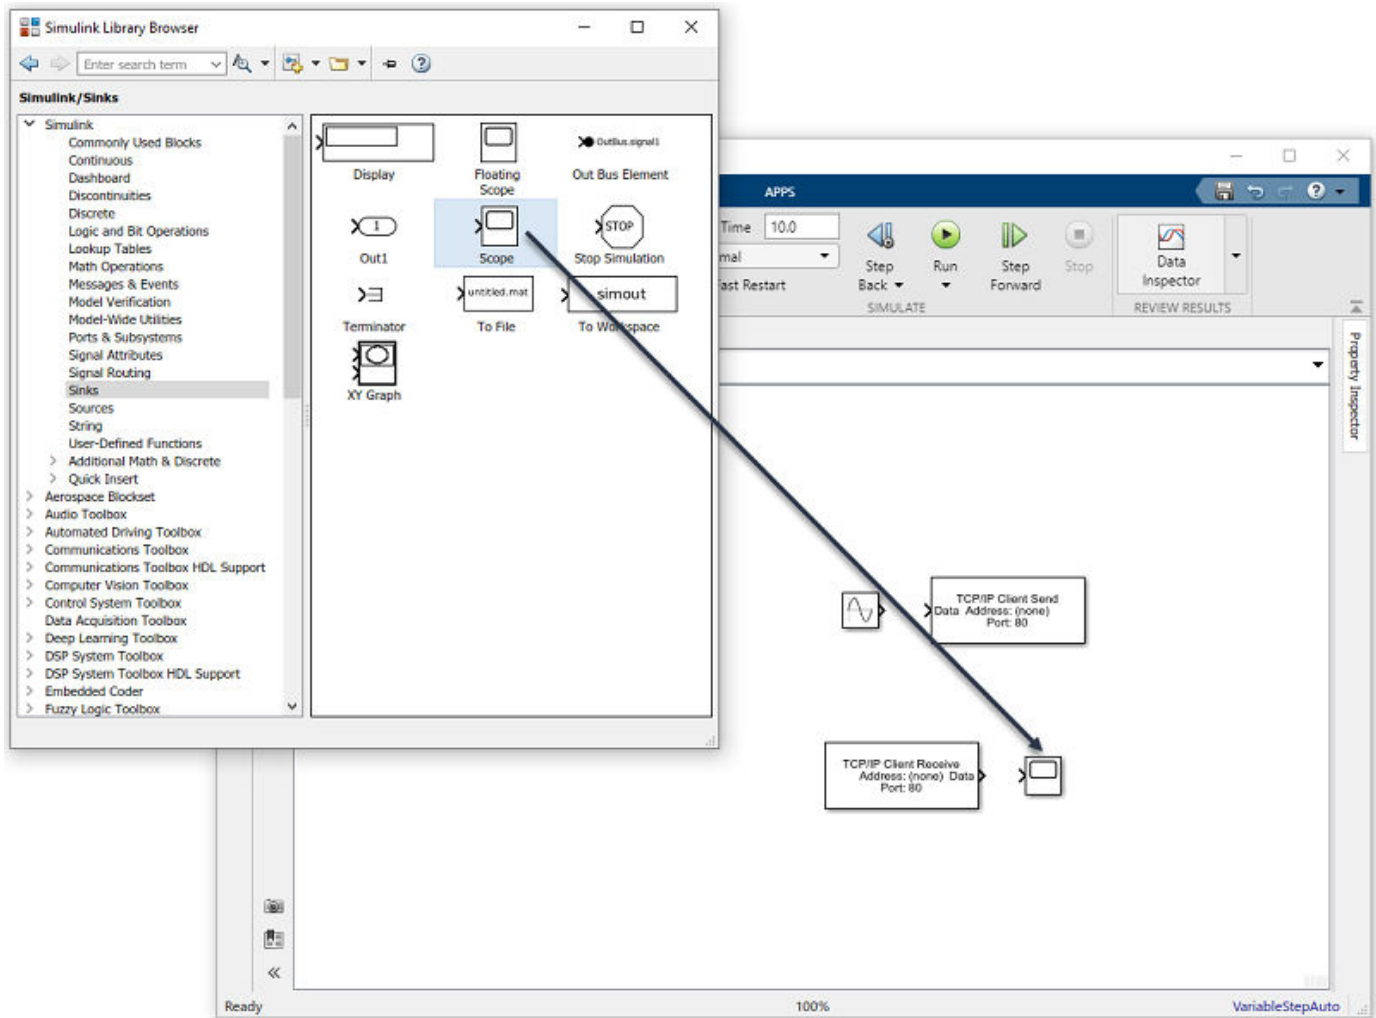 Simulink Library Browser
Enter search term
Simulink/Sinks
Simulink
Commonly Used Blocks
Continuous
Dashboard
Discontinuities
Discrete
Logic and Bit Operations
Lookup Tables
Math Operations
Messages & Events
Model Verification
Model-Wide Utilities
Ports & Subsystems
Signal Attributes
Signal Routing
Sinks
Sources
String
User-Defined Functions
Additional Math & Discrete
Quick Insert
Aerospace Blockset
Audio Toolbox
Automated Driving Toolbox
Communications Toolbox
Communications Toolbox HDL Support
Computer Vision Toolbox
Control System Toolbox
Data Acquisition Toolbox
Deep Learning Toolbox
DSP System Toolbox
DSP System Toolbox HDL Support
Embedded Coder
Fuzzy Logic Toolbox
Display
Floating
Scope
OutBus.signal1
Out Bus Element
1
Out1
Scope
STOP
Stop Simulation
Terminator
untitled.mat
To File
simout
To Workspace
XY Graph
APPS
Time 10.0
mal
Fast Restart
Step
Back
Run
Step
Forward
Stop
SIMULATE
Data
Inspector
REVIEW RESULTS
Property Inspector
TCP/IP Client Send
Data Address: (none)
Port: 80
TCP/IP Client Receive
Address: (none) Data
Port: 80
Ready
100%
VariableStepAuto